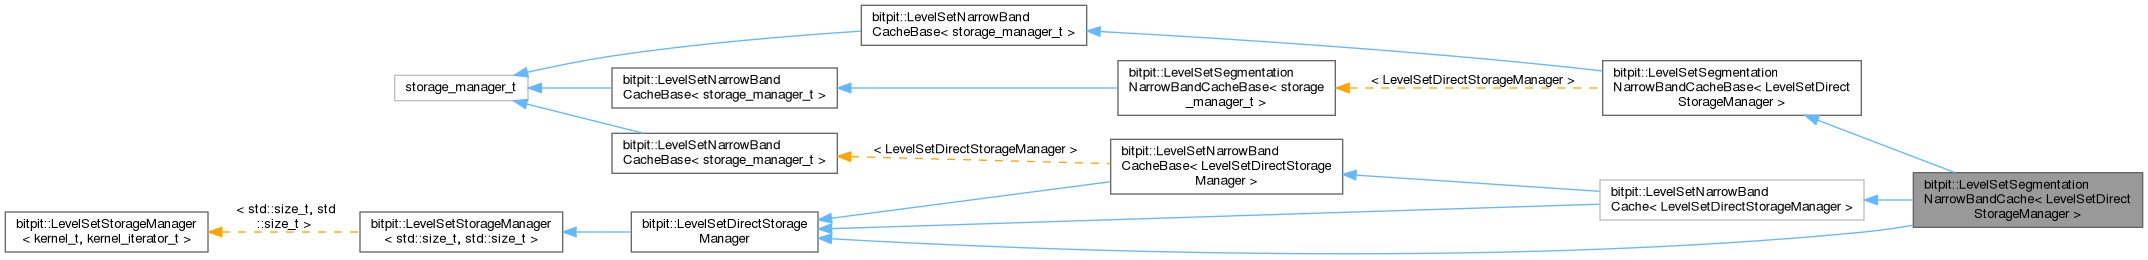 bitpit::LevelSetNarrowBand
CacheBase< storage_manager_t >
storage_manager_t
bitpit::LevelSetNarrowBand
CacheBase< storage_manager_t >
bitpit::LevelSetSegmentation
NarrowBandCacheBase< storage
_manager_t >
< LevelSetDirectStorageManager >
bitpit::LevelSetSegmentation
NarrowBandCacheBase< LevelSetDirect
StorageManager >
bitpit::LevelSetNarrowBand
CacheBase< storage_manager_t >
< LevelSetDirectStorageManager >
bitpit::LevelSetNarrowBand
CacheBase< LevelSetDirectStorage
Manager >
bitpit::LevelSetNarrowBand
Cache< LevelSetDirectStorageManager >
bitpit::LevelSetSegmentation
NarrowBandCache< LevelSetDirect
StorageManager >
bitpit::LevelSetStorageManager
< kernel_t, kernel_iterator_t >
< std::size_t, std
::size_t >
bitpit::LevelSetStorageManager
< std::size_t, std::size_t >
bitpit::LevelSetDirectStorage
Manager